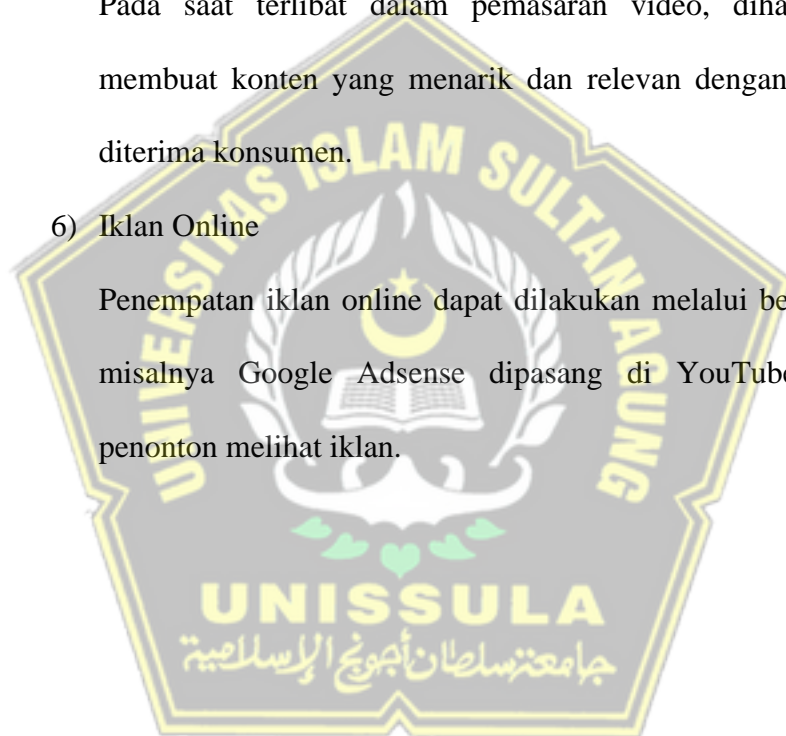 Pada saat terlibat dalam pemasaran video,
membuat konten yang menarik dan relevan dengan
diterima konsumen.
6) Iklan Online
Penempatan iklan online dapat dilakukan melalui
misalnya Google Adsense dipasang di YouTube
penonton melihat iklan.
UNIVERSITAS ISLAM SULTAN AGUNG
UNISSULA
جامعة سلطان أجونج الإسلامية